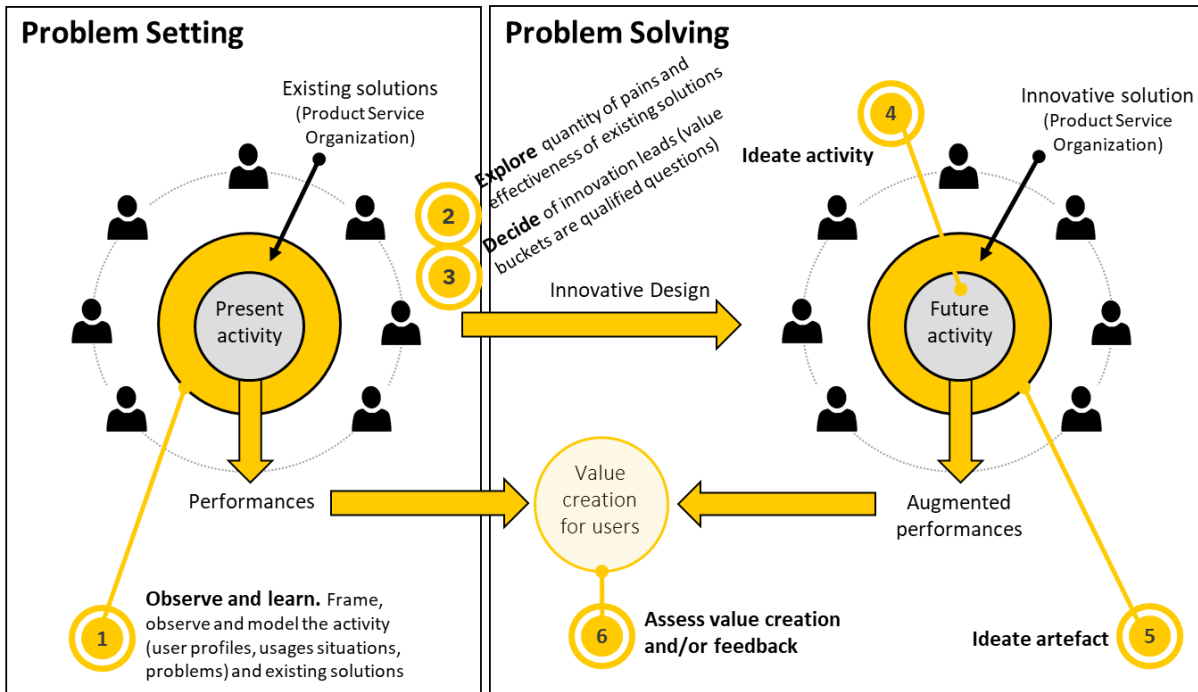 Problem Setting
Existing solutions
(Product Service
Organization)
Present
activity
Performances
1
Observe and learn. Frame,
observe and model the activity
(user profiles, usages situations,
problems) and existing solutions
2
Explore quantity of pains and
effectiveness of existing solutions
3
Decide of innovation leads (value
buckets are qualified questions)
Problem Solving
Innovative Design
4
Ideate activity
Innovative solution
(Product Service
Organization)
Future
activity
Augmented
performances
Value
creation
for users
6
Assess value creation
and/or feedback
Ideate artefact
5